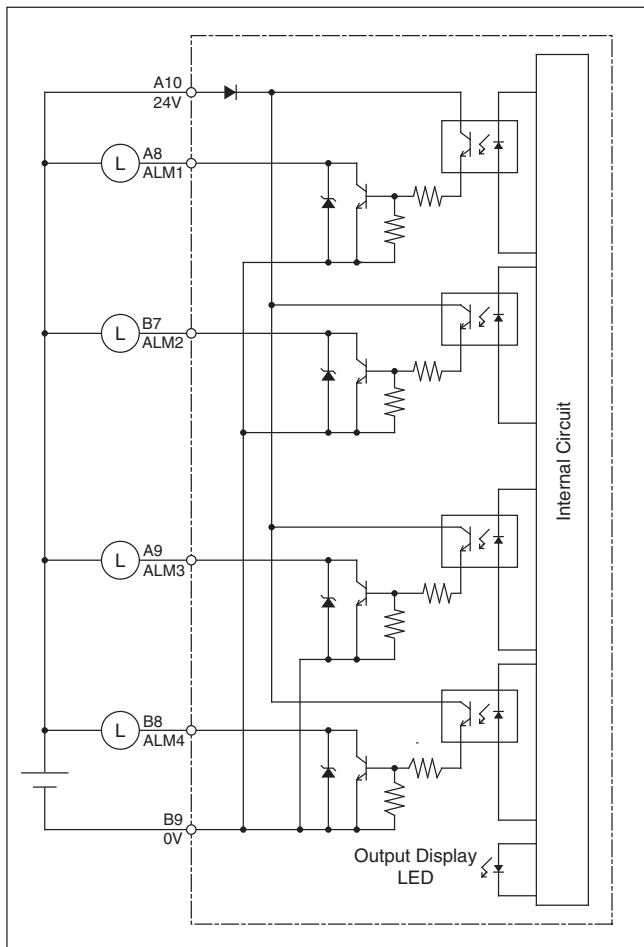 A10
24V
L
A8
ALM1
L
B7
ALM2
L
A9
ALM3
L
B8
ALM4
B9
0V
Internal Circuit
Output Display
LED